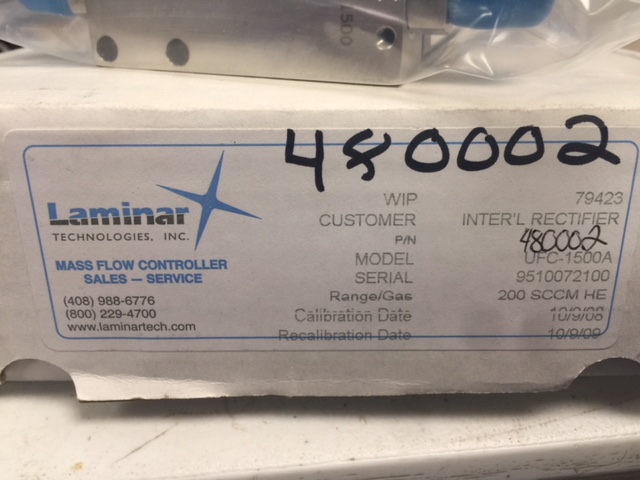 1500
480002
Laminar
TECHNOLOGIES, INC.
MASS FLOW CONTROLLER
SALES – SERVICE
(408) 988-6776
(800) 229-4700
www.laminartech.com
WIP 79423
CUSTOMER INTER'L RECTIFIER
P/N 480002
MODEL UFC-1500A
SERIAL 9510072100
Range/Gas 200 SCCM HE
Calibration Date 10/9/08
Recalibration Date 10/9/09